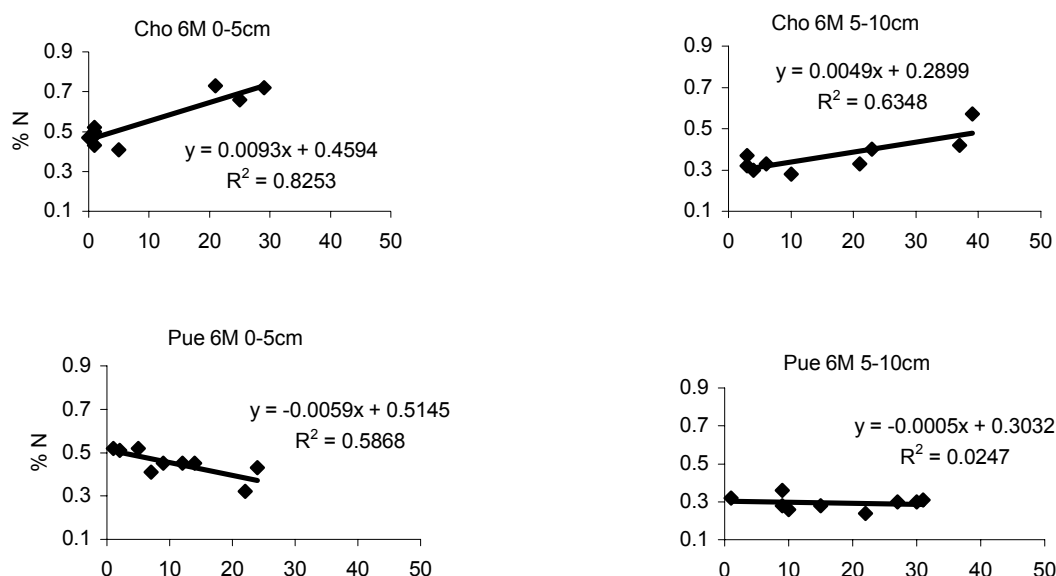 Cho 6M 0-5cm
0.9
0.7
0.5
0.3
0.1
% N
y = 0.0093x + 0.4594
R² = 0.8253
0 10 20 30 40 50
Cho 6M 5-10cm
0.9
0.7
0.5
0.3
0.1
y = 0.0049x + 0.2899
R² = 0.6348
0 10 20 30 40 50
Pue 6M 0-5cm
0.9
0.7
0.5
0.3
0.1
% N
y = -0.0059x + 0.5145
R² = 0.5868
0 10 20 30 40 50
Pue 6M 5-10cm
0.9
0.7
0.5
0.3
0.1
y = -0.0005x + 0.3032
R² = 0.0247
0 10 20 30 40 50